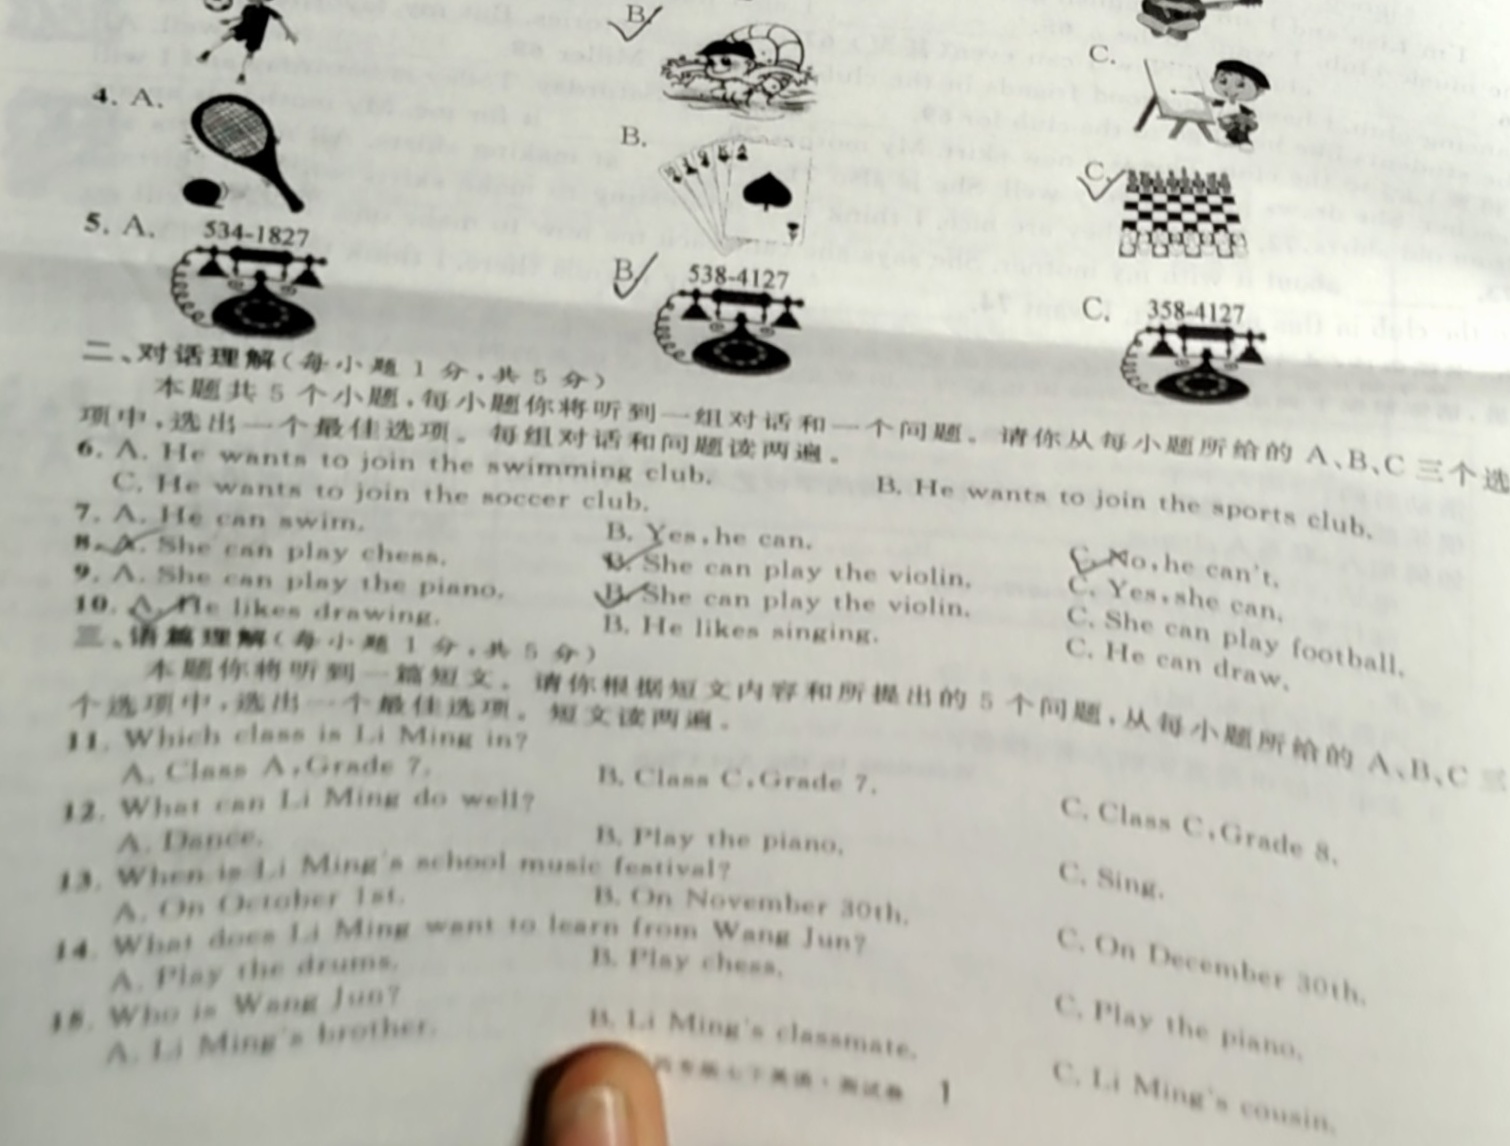 B.
C.
4. A.
B.
C.
5. A.
534-1827
B.
538-4127
C.
358-4127
二、对话理解(每小题 1 分,共 5 分)
本题共 5 个小题,每小题你将听到一组对话和一个问题。请你从每小题所给的 A、B、C 三个选
项中,选出一个最佳选项。每组对话和问题读两遍。
6. A. He wants to join the swimming club. B. He wants to join the sports club.
C. He wants to join the soccer club.
7. A. He can swim. B. Yes, he can. C. No, he can't.
8. A. She can play chess. B. She can play the violin. C. Yes, she can.
9. A. She can play the piano. B. She can play the violin. C. She can play football.
10. A. He likes drawing. B. He likes singing. C. He can draw.
三、语篇理解(每小题 1 分,共 5 分)
本题你将听到一篇短文。请你根据短文内容和所提出的 5 个问题,从每小题所给的 A、B、C 三
个选项中,选出一个最佳选项。短文读两遍。
11. Which class is Li Ming in?
A. Class A, Grade 7. B. Class C, Grade 7. C. Class C, Grade 8.
12. What can Li Ming do well?
A. Dance. B. Play the piano. C. Sing.
13. When is Li Ming's school music festival?
A. On October 1st. B. On November 30th. C. On December 30th.
14. What does Li Ming want to learn from Wang Jun?
A. Play the drums. B. Play chess. C. Play the piano.
15. Who is Wang Jun?
A. Li Ming's brother. B. Li Ming's classmate. C. Li Ming's cousin.
1